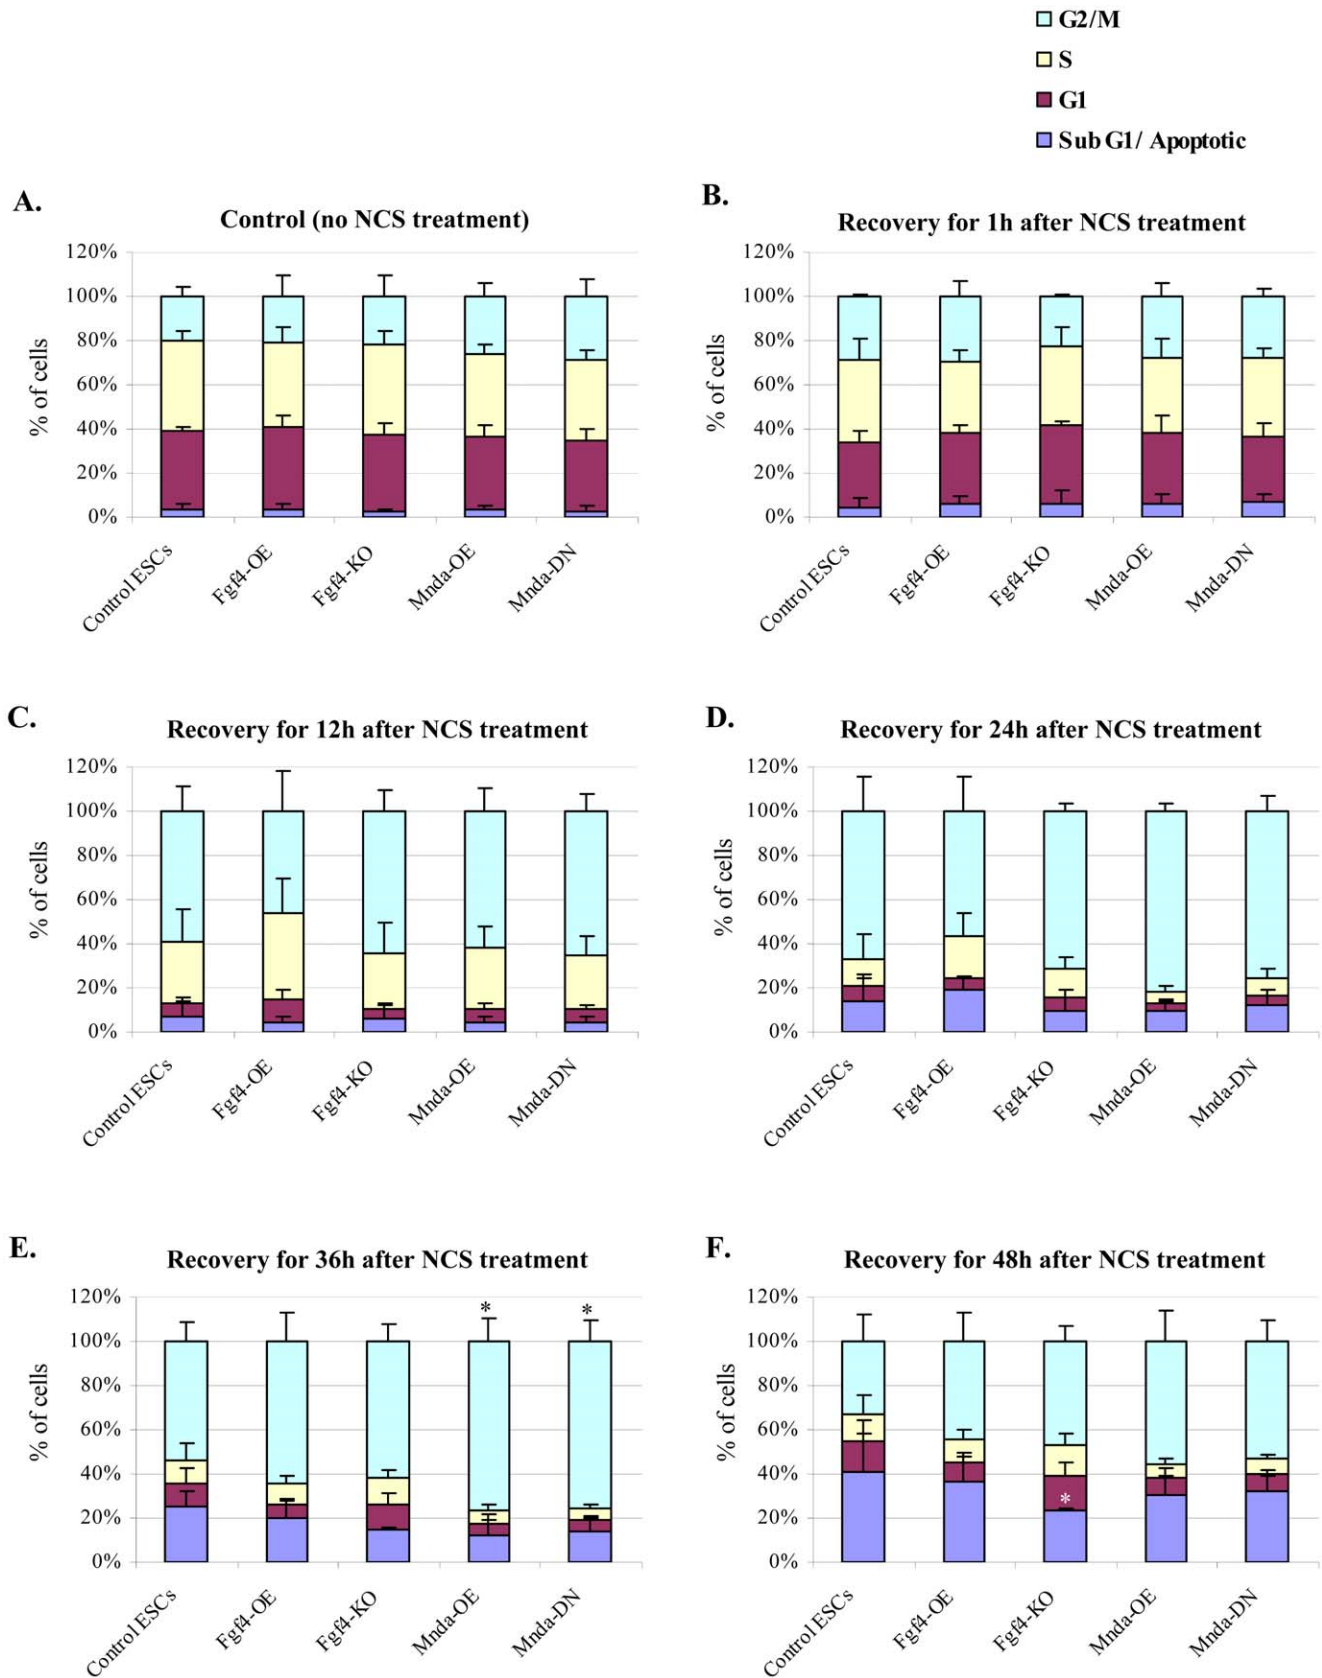 G2/M
S
G1
Sub G1/ Apoptotic
A.
Control (no NCS treatment)
% of cells
120%
100%
80%
60%
40%
20%
0%
Control ESCs
Fgf4-OE
Fgf4-KO
Mnda-OE
Mnda-DN
B.
Recovery for 1h after NCS treatment
% of cells
120%
100%
80%
60%
40%
20%
0%
Control ESCs
Fgf4-OE
Fgf4-KO
Mnda-OE
Mnda-DN
C.
Recovery for 12h after NCS treatment
% of cells
120%
100%
80%
60%
40%
20%
0%
Control ESCs
Fgf4-OE
Fgf4-KO
Mnda-OE
Mnda-DN
D.
Recovery for 24h after NCS treatment
% of cells
120%
100%
80%
60%
40%
20%
0%
Control ESCs
Fgf4-OE
Fgf4-KO
Mnda-OE
Mnda-DN
E.
Recovery for 36h after NCS treatment
% of cells
120%
100%
80%
60%
40%
20%
0%
* *
Control ESCs
Fgf4-OE
Fgf4-KO
Mnda-OE
Mnda-DN
F.
Recovery for 48h after NCS treatment
% of cells
120%
100%
80%
60%
40%
20%
0%
*
Control ESCs
Fgf4-OE
Fgf4-KO
Mnda-OE
Mnda-DN